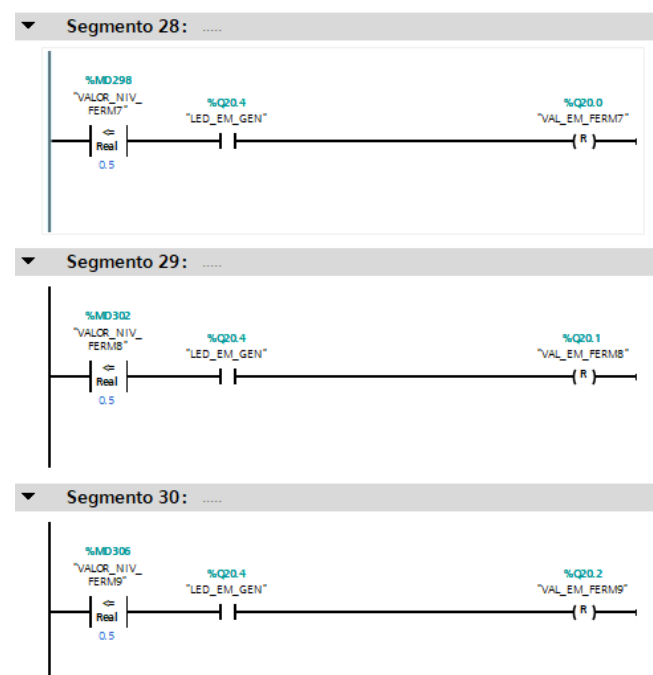 Segmento 28: .....
%MD298
"VALOR_NIV_
FERM7"
%Q20.4
"LED_EM_GEN"
%Q20.0
"VAL_EM_FERM7"
<=
Real
R
0.5
Segmento 29: .....
%MD302
"VALOR_NIV_
FERM8"
%Q20.4
"LED_EM_GEN"
%Q20.1
"VAL_EM_FERM8"
<=
Real
R
0.5
Segmento 30: .....
%MD306
"VALOR_NIV_
FERM9"
%Q20.4
"LED_EM_GEN"
%Q20.2
"VAL_EM_FERM9"
<=
Real
R
0.5